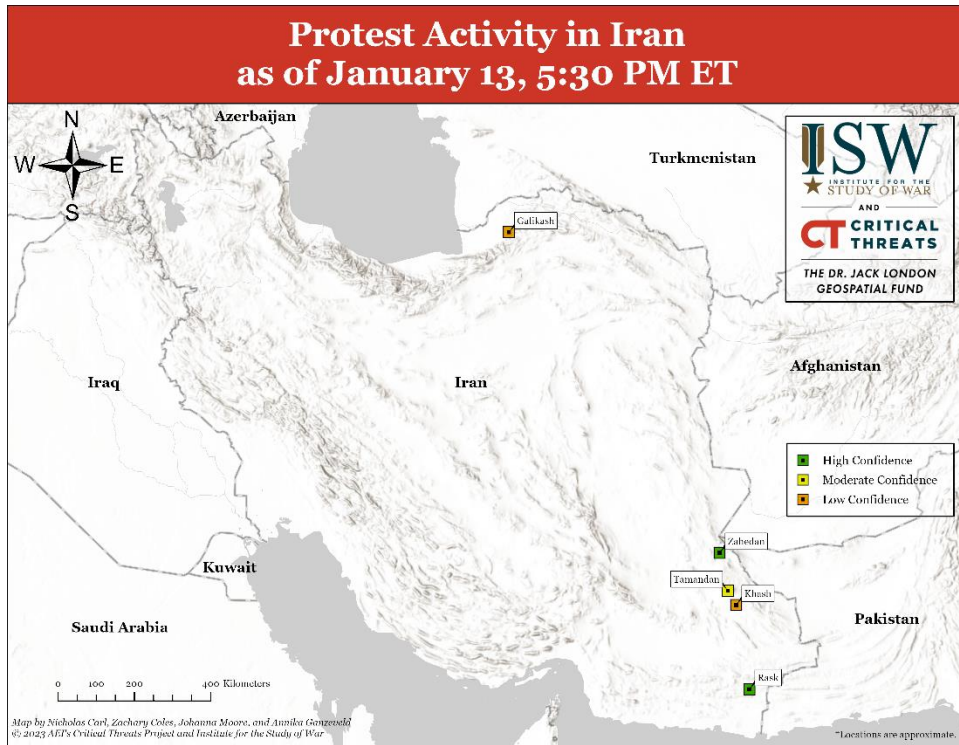 Protest Activity in Iran
as of January 13, 5:30 PM ET
N
W E
S
Azerbaijan
Turkmenistan
ISW
INSTITUTE FOR THE
STUDY OF WAR
AND
CT CRITICAL
THREATS
THE DR. JACK LONDON
GEOSPATIAL FUND
Galikash
Iraq
Iran
Afghanistan
High Confidence
Moderate Confidence
Low Confidence
Zahedan
Tamandan
Khash
Kuwait
Saudi Arabia
Pakistan
Rask
0 100 200 400 Kilometers
Map by Nicholas Carl, Zachary Coles, Johanna Moore, and Annika Ganzeveld
© 2023 AEI's Critical Threats Project and Institute for the Study of War
*Locations are approximate.